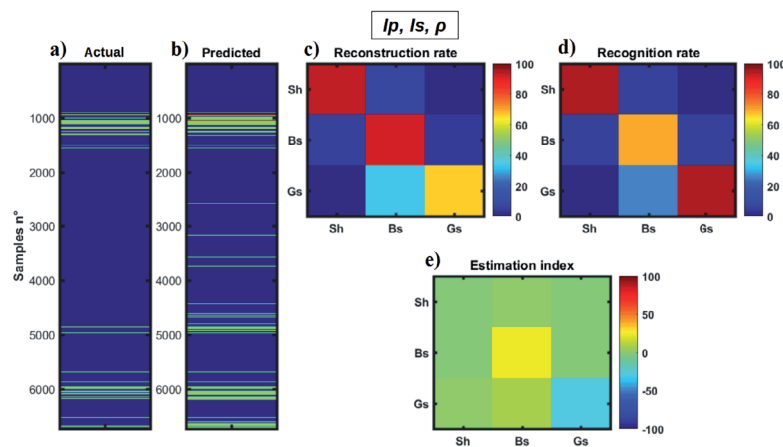 Ip, Is, ρ
a) Actual
b) Predicted
c) Reconstruction rate
d) Recognition rate
Samples n°
1000
2000
3000
4000
5000
6000
1000
2000
3000
4000
5000
6000
Sh
Bs
Gs
Sh Bs Gs
100
80
60
40
20
0
Sh
Bs
Gs
Sh Bs Gs
100
80
60
40
20
0
e) Estimation index
Sh
Bs
Gs
Sh Bs Gs
100
50
0
-50
-100